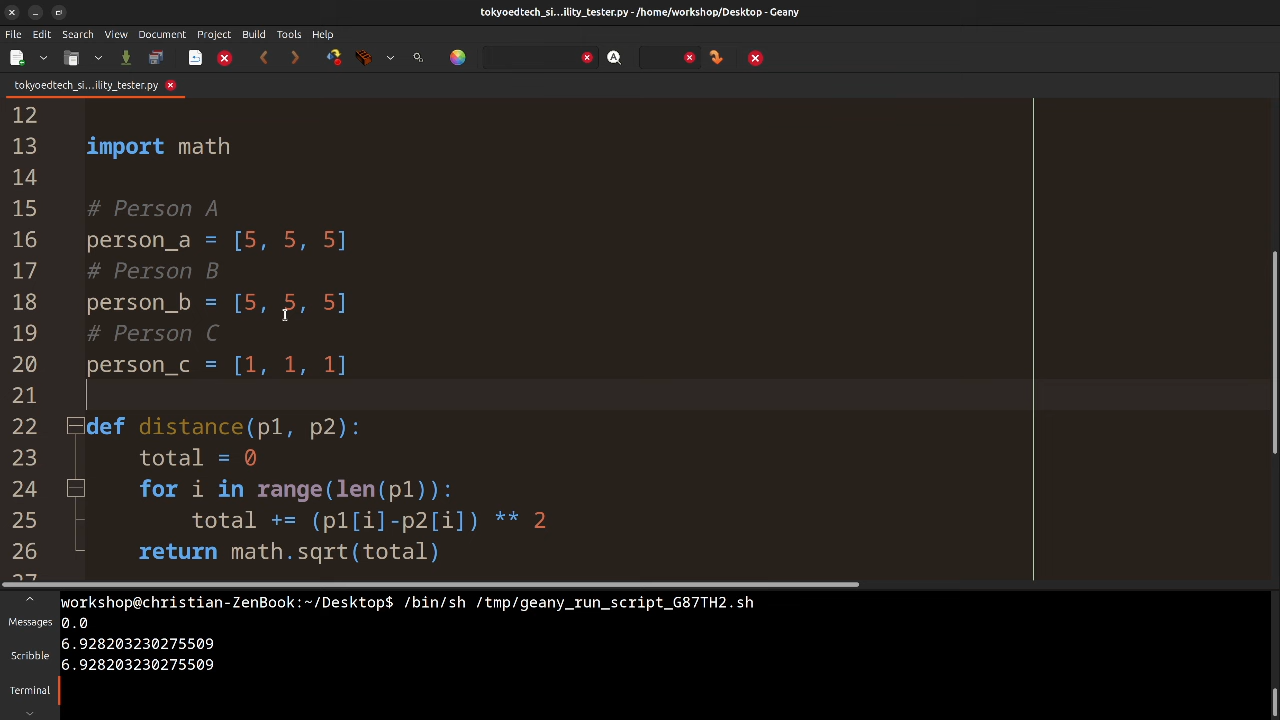 tokyoedtech_si...ility_tester.py - /home/workshop/Desktop - Geany
File Edit Search View Document Project Build Tools Help
tokyoedtech_si...ility_tester.py
12
13 import math
14
15 # Person A
16 person_a = [5, 5, 5]
17 # Person B
18 person_b = [5, 5, 5]
19 # Person C
20 person_c = [1, 1, 1]
21
22 def distance(p1, p2):
23 total = 0
24 for i in range(len(p1)):
25 total += (p1[i]-p2[i]) ** 2
26 return math.sqrt(total)
27
workshop@christian-ZenBook:~/Desktop$ /bin/sh /tmp/geany_run_script_G87TH2.sh
Messages
0.0
6.928203230275509
Scribble
6.928203230275509
Terminal